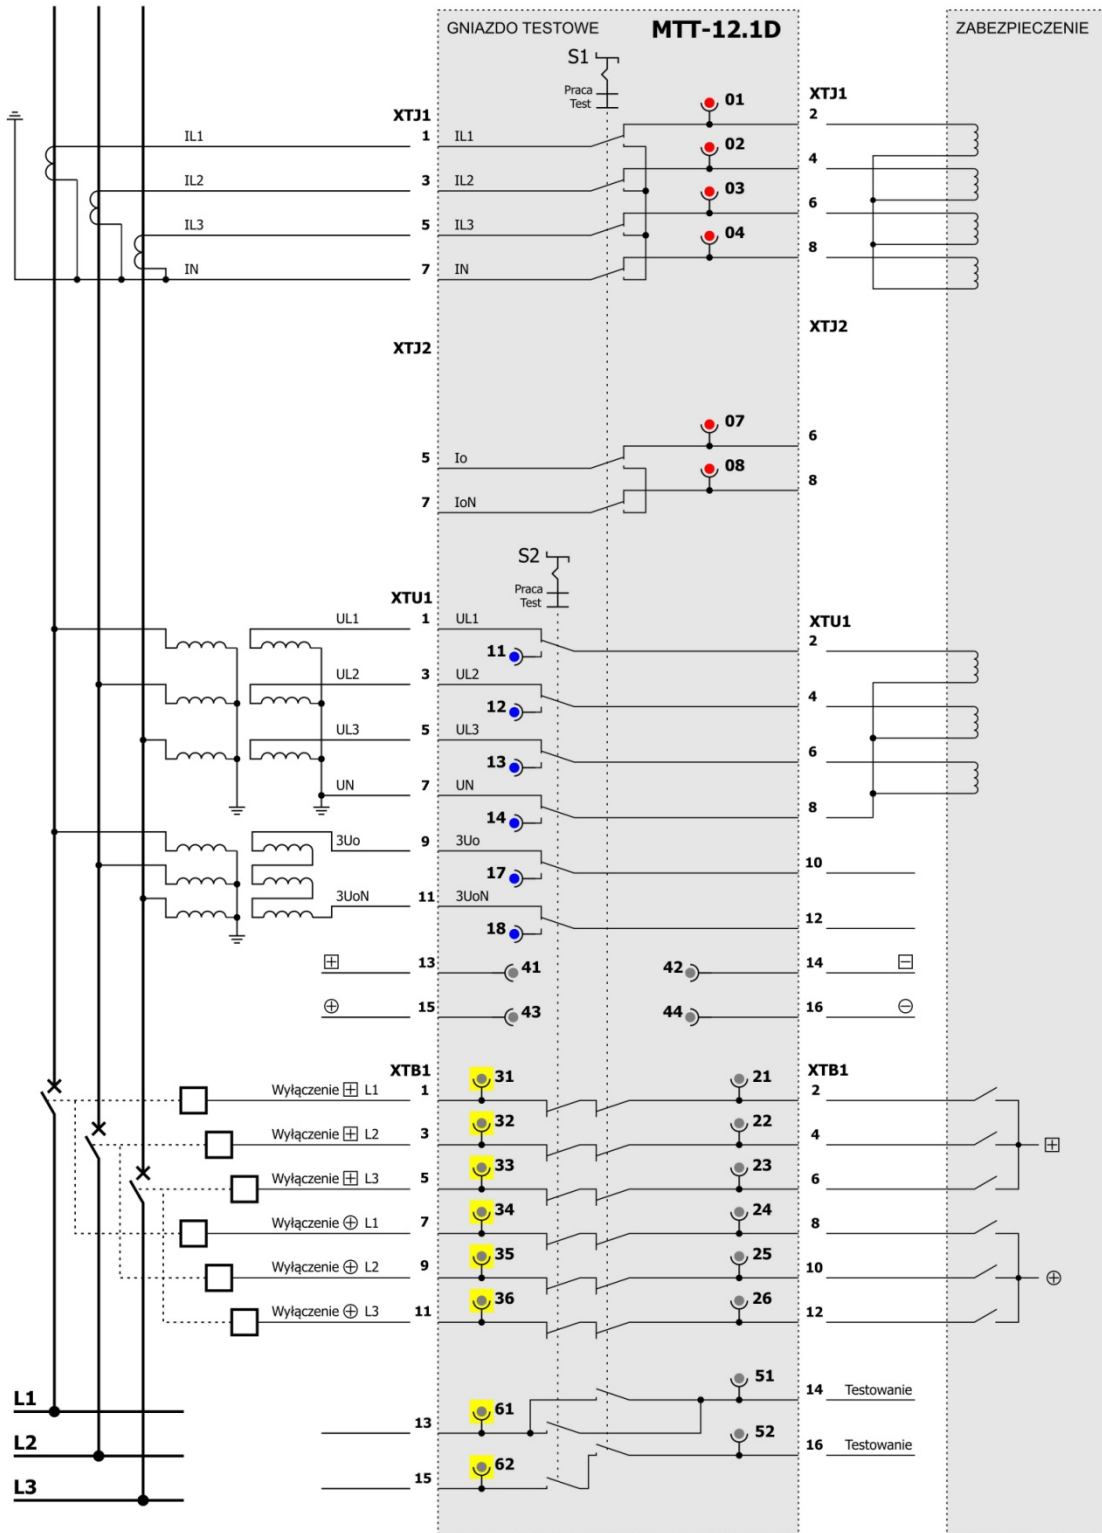 GNIAZDO TESTOWE MTT-12.1D ZABEZPIECZENIE
S1
Praca
Test
XTJ1 XTJ1
01 2
1 IL1 IL1
02 4
3 IL2 IL2
03 6
5 IL3 IL3
04 8
7 IN IN
XTJ2 XTJ2
07 6
5 Io
08 8
7 IoN
S2
Praca
Test
XTU1 XTU1
UL1 1 UL1
11 2
UL2 3 UL2
12 4
UL3 5 UL3
13 6
UN 7 UN
14 8
3Uo 9 3Uo
17 10
3UoN 11 3UoN
18 12
13 41 42 14
15 43 44 16
XTB1 XTB1
Wyłączenie L1 1 31 21 2
Wyłączenie L2 3 32 22 4
Wyłączenie L3 5 33 23 6
Wyłączenie L1 7 34 24 8
Wyłączenie L2 9 35 25 10
Wyłączenie L3 11 36 26 12
51 14 Testowanie
L1
13 61
52 16 Testowanie
L2
15 62
L3